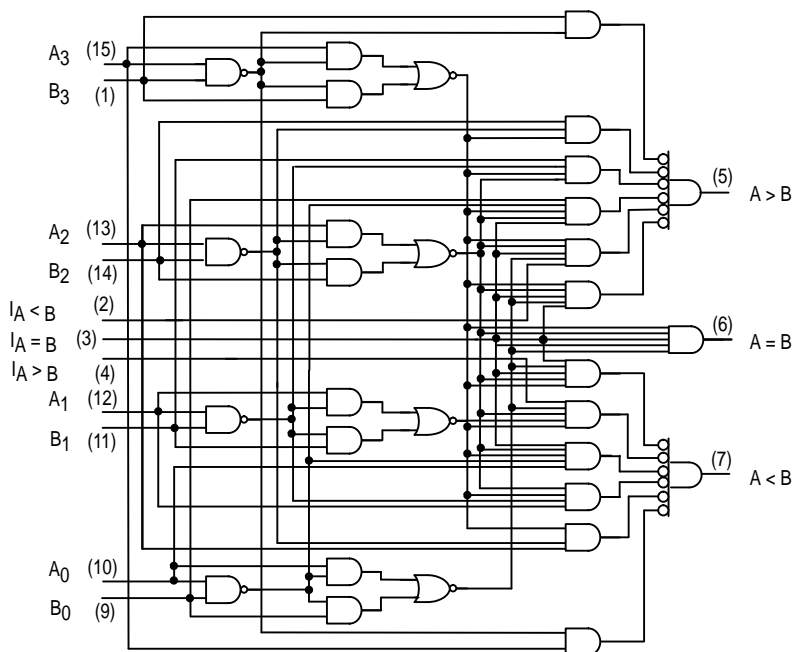 A3 (15)
B3 (1)
(5) A > B
A2 (13)
B2 (14)
IA < B (2)
IA = B (3)
(6) A = B
IA > B (4)
A1 (12)
B1 (11)
(7) A < B
A0 (10)
B0 (9)